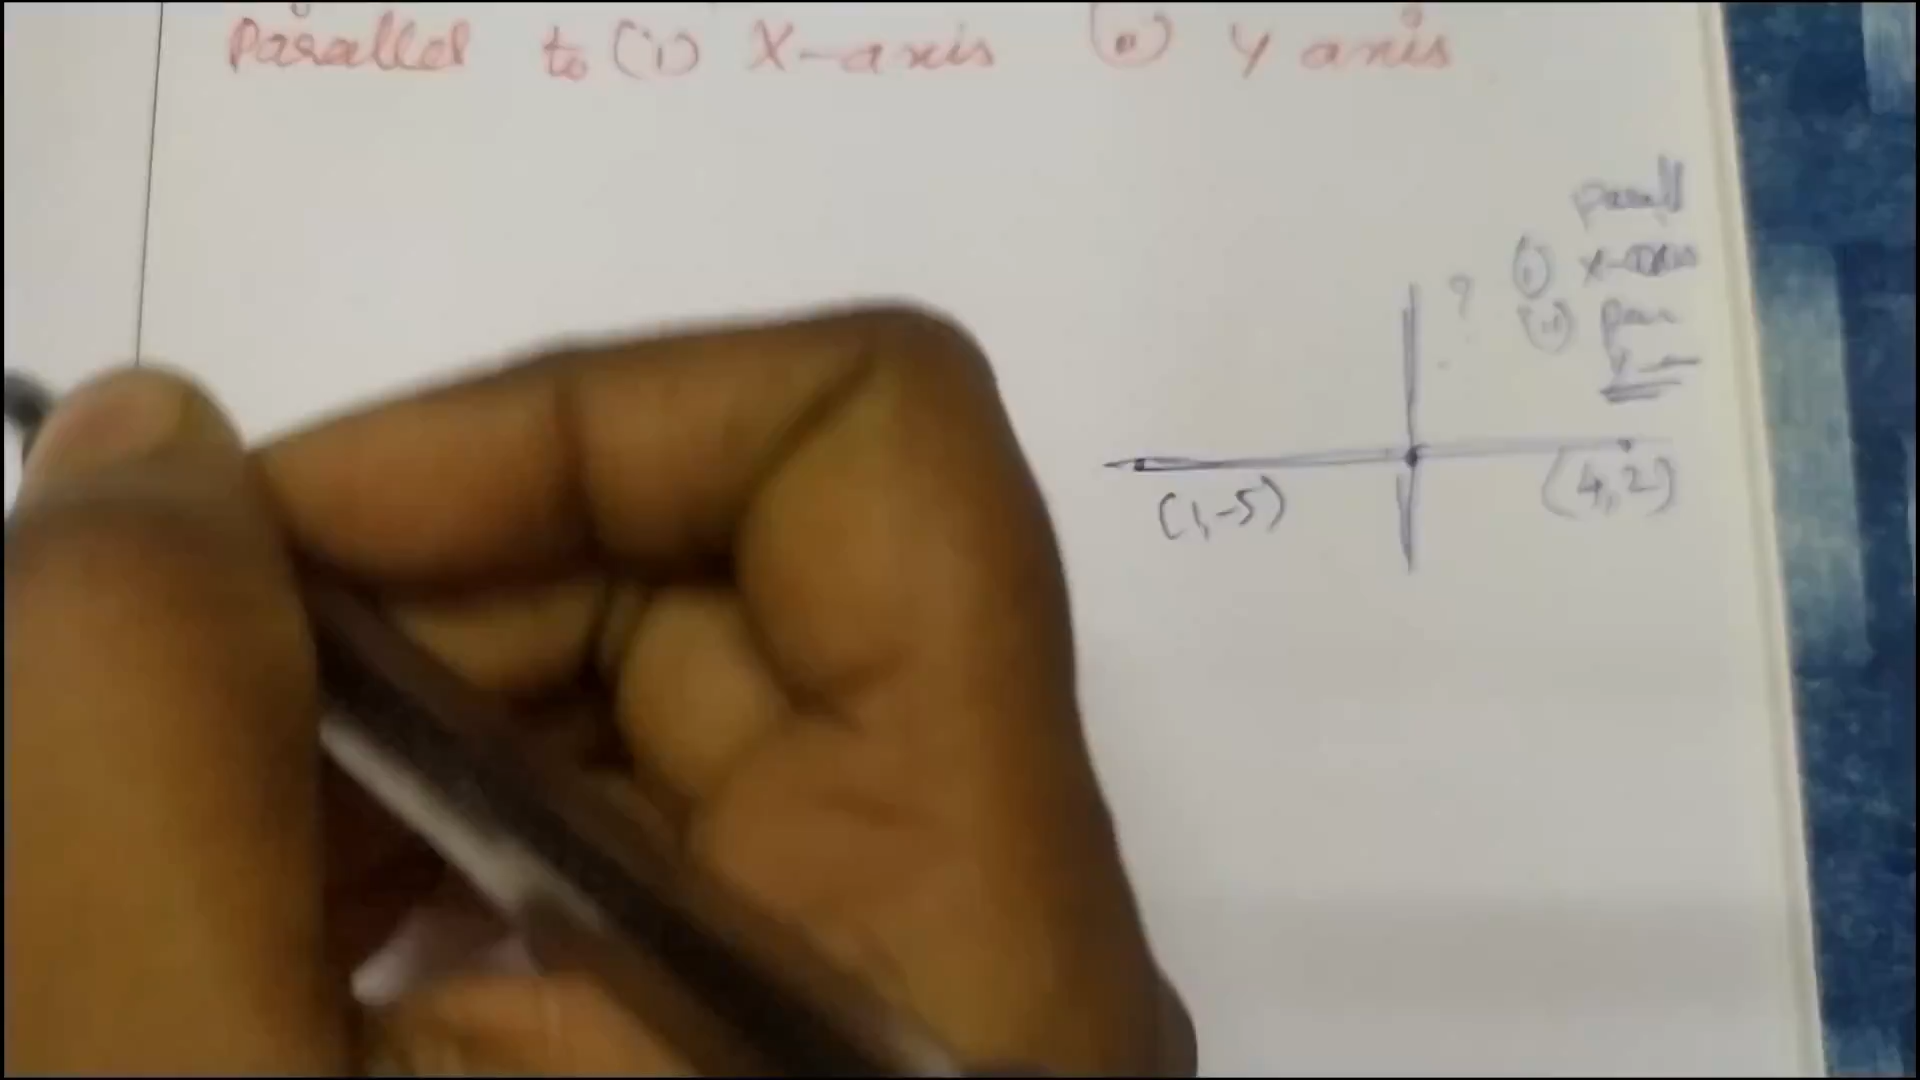 Parallel to (i) X-axis (ii) Y axis
Parall
(i) x-axis
?
(ii) par
Y
(1,-5)
(4,2)